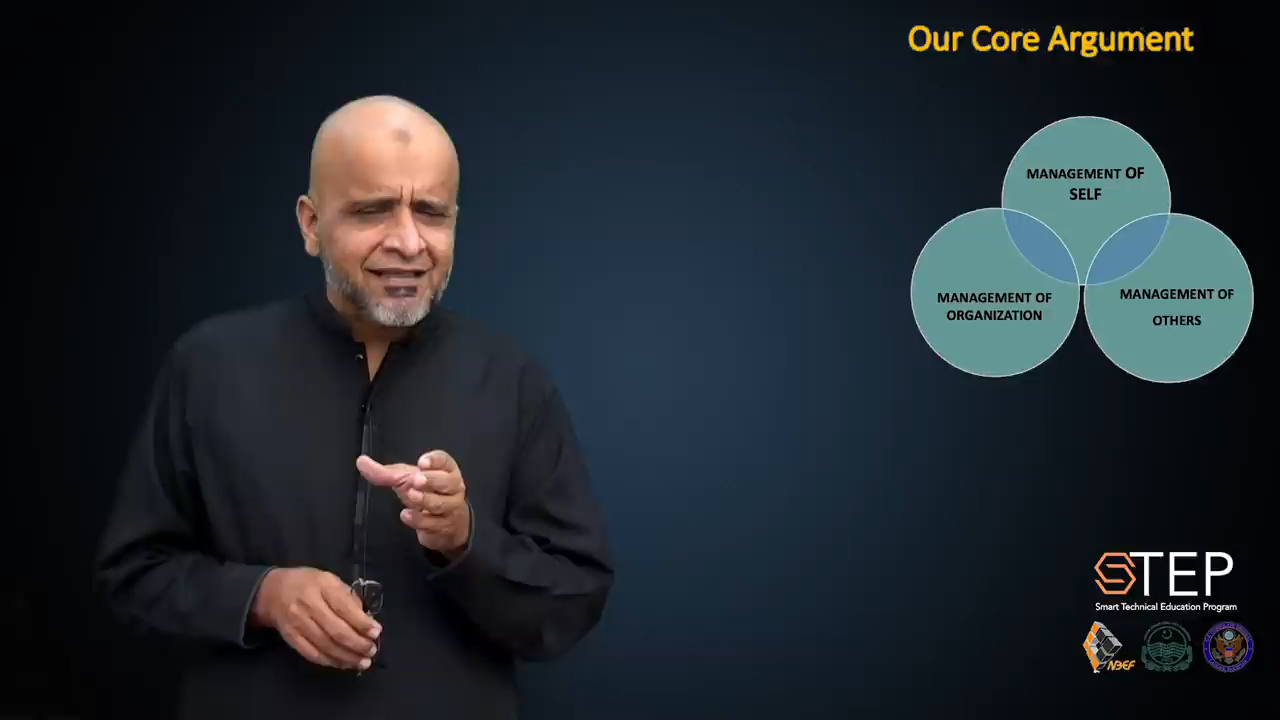 Our Core Argument
MANAGEMENT OF
SELF
MANAGEMENT OF
ORGANIZATION
MANAGEMENT OF
OTHERS
STEP
Smart Technical Education Program
NBEF